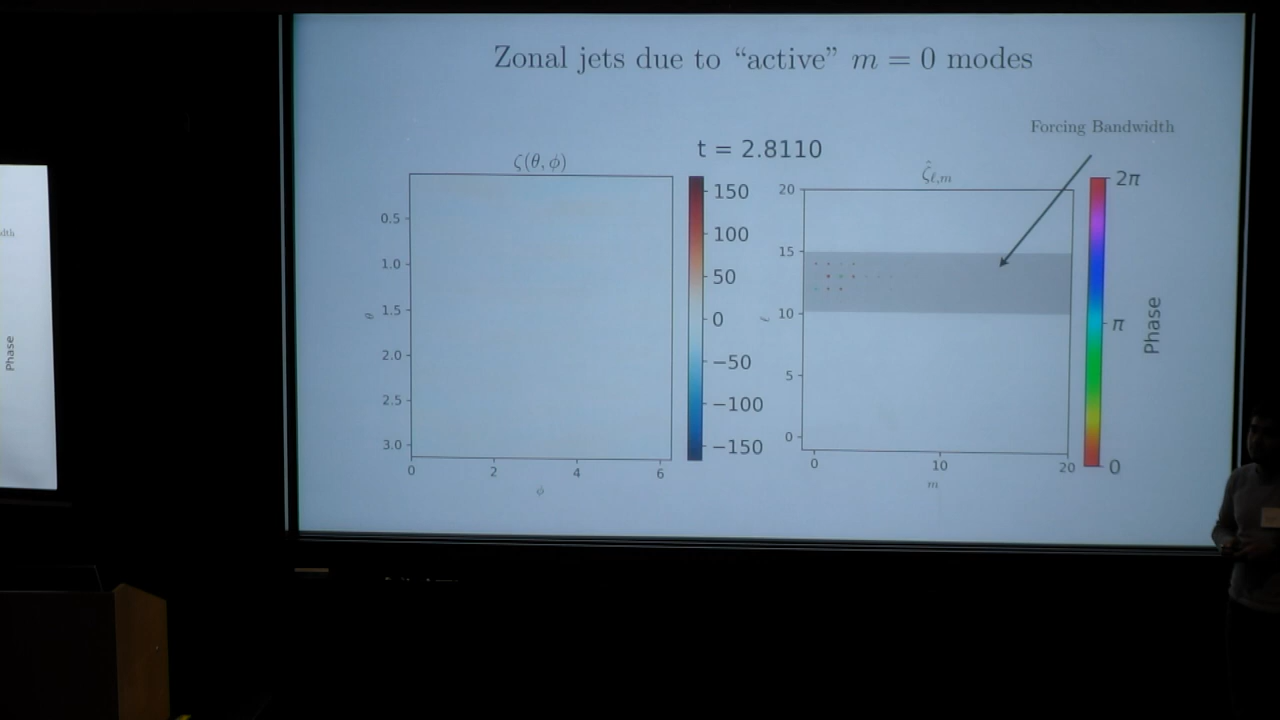 Zonal jets due to “active” m = 0 modes
Forcing Bandwidth
t = 2.8110
ζ(θ, ϕ)
0.5
1.0
1.5
2.0
2.5
3.0
θ
0 2 4 6
ϕ
150
100
50
0
−50
−100
−150
ζ̂ℓ,m
20
15
10
5
0
ℓ
0 10 20
m
2π
π
0
Phase
dth
Phase